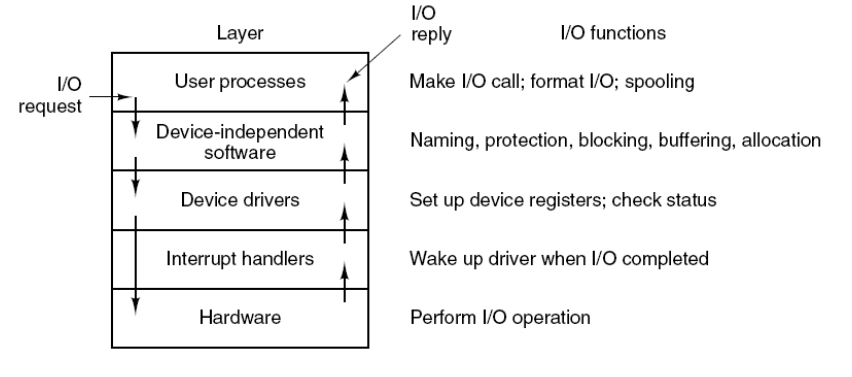 Layer
I/O
reply
I/O functions
I/O
request
User processes
Make I/O call; format I/O; spooling
Device-independent
software
Naming, protection, blocking, buffering, allocation
Device drivers
Set up device registers; check status
Interrupt handlers
Wake up driver when I/O completed
Hardware
Perform I/O operation